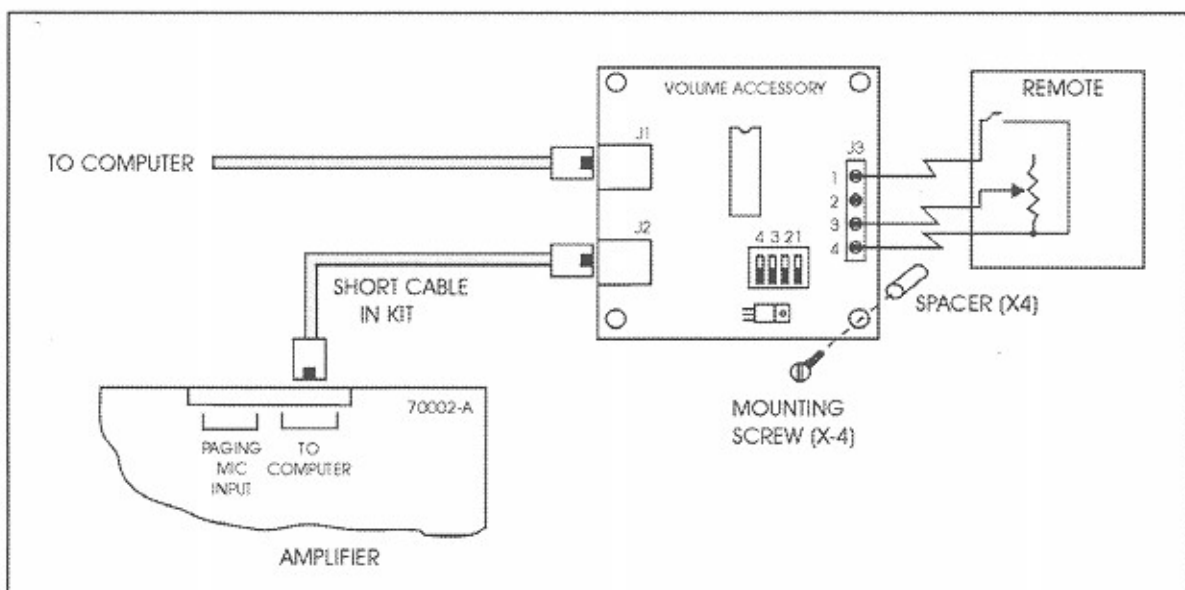 VOLUME ACCESSORY
REMOTE
J1
J3
TO COMPUTER
1
2
J2
3
4 3 2 1
4
SHORT CABLE
IN KIT
SPACER (X4)
70002-A
MOUNTING
SCREW (X-4)
PAGING
MIC
INPUT
TO
COMPUTER
AMPLIFIER